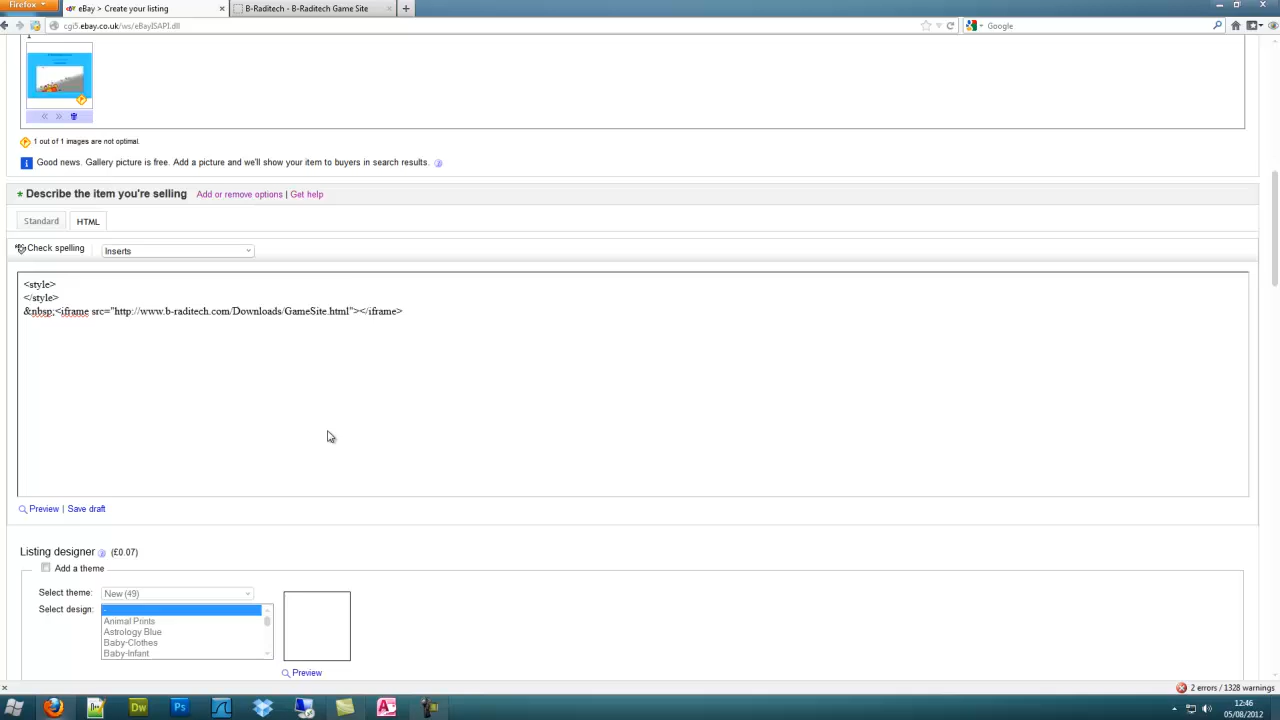 Firefox
eBay > Create your listing
B-Raditech - B-Raditech Game Site
cgi5.ebay.co.uk/ws/eBayISAPI.dll
Google
1 out of 1 images are not optimal.
Good news. Gallery picture is free. Add a picture and we'll show your item to buyers in search results.
* Describe the item you're selling Add or remove options | Get help
Standard HTML
Check spelling Inserts
<style>
</style>
&nbsp;<iframe src="http://www.b-raditech.com/Downloads/GameSite.html"></iframe>
Preview | Save draft
Listing designer (£0.07)
Add a theme
Select theme: New (49)
Select design: -
Animal Prints
Astrology Blue
Baby-Clothes
Baby-Infant
Preview
2 errors / 1328 warnings
Dw Ps
12:46
05/08/2012